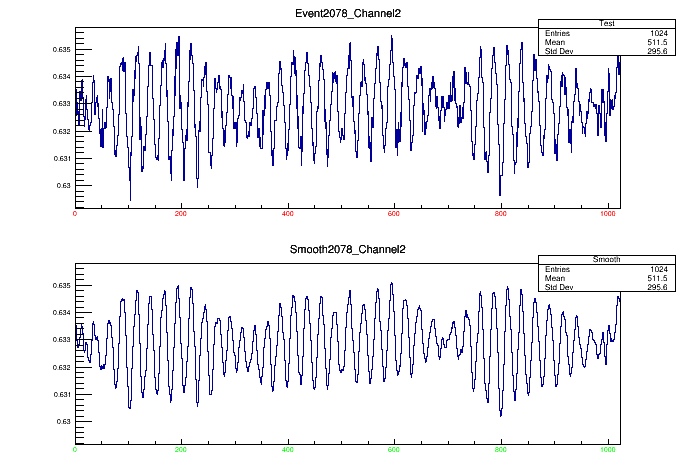 Event2078_Channel2
Test
Entries 1024
Mean 511.5
Std Dev 295.6
0.635
0.634
0.633
0.632
0.631
0.63
0 200 400 600 800 1000
Smooth2078_Channel2
Smooth
Entries 1024
Mean 511.5
Std Dev 295.6
0.635
0.634
0.633
0.632
0.631
0.63
0 200 400 600 800 1000